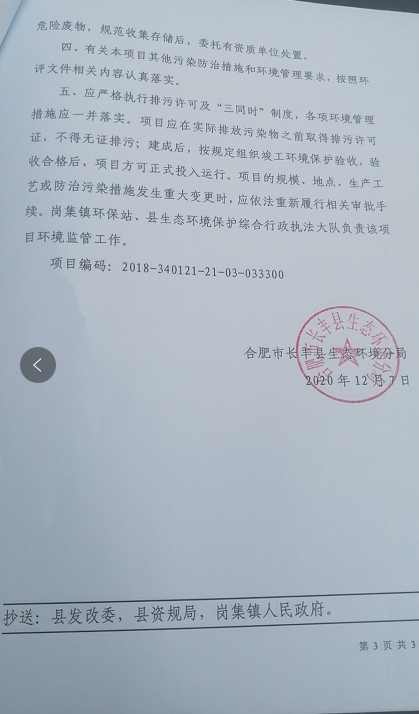 危险废物，规范收集存储后，委托有资质单位处置。
四、有关本项目其他污染防治措施和环境管理要求，按照环
评文件相关内容认真落实。
五、应严格执行排污许可及“三同时”制度，各项环境管理
措施应一并落实。项目应在实际排放污染物之前取得排污许可
证，不得无证排污；建成后，按规定组织竣工环境保护验收，验
收合格后，项目方可正式投入运行。项目的规模、地点、生产工
艺或防治污染措施发生重大变更时，应依法重新履行相关审批手
续。岗集镇环保站、县生态环境保护综合行政执法大队负责该项
目环境监管工作。
项目编码：2018-340121-21-03-033300
合肥市长丰县生态环境分局
2020 年 12 月 7 日
合肥市长丰县生态环境分局
抄送：县发改委，县资规局，岗集镇人民政府。
第 3 页 共 3